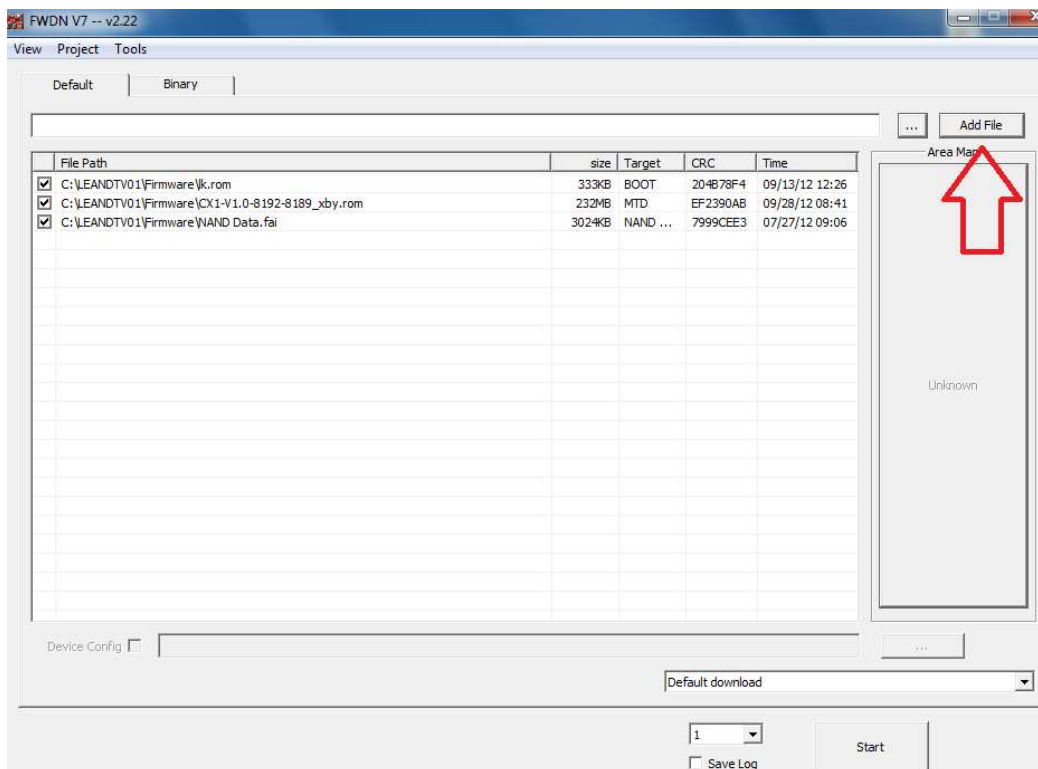 FWDN V7 -- v2.22
View Project Tools
Default Binary
... Add File
Area Map
File Path size Target CRC Time
C:\LEANDTV01\Firmware\lk.rom 333KB BOOT 204B78F4 09/13/12 12:26
C:\LEANDTV01\Firmware\CX1-V1.0-8192-8189_xby.rom 232MB MTD EF2390AB 09/28/12 08:41
C:\LEANDTV01\Firmware\NAND Data.fai 3024KB NAND ... 7999CEE3 07/27/12 09:06
Unknown
Device Config ...
Default download
1
Start
Save Log